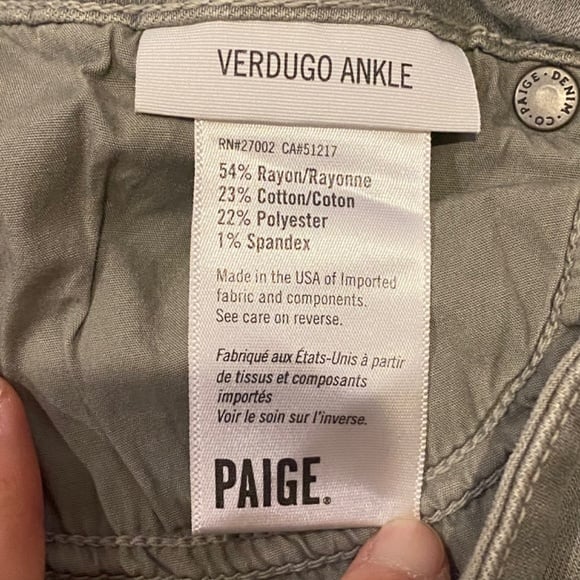 VERDUGO ANKLE
PAIGE • DENIM • CO •
RN#27002 CA#51217
54% Rayon/Rayonne
23% Cotton/Coton
22% Polyester
1% Spandex
Made in the USA of Imported
fabric and components.
See care on reverse.
Fabriqué aux États-Unis à partir
de tissus et composants
importés
Voir le soin sur l'inverse.
PAIGE.